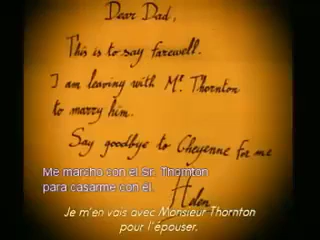 Dear Dad,
This is to say farewell.
I am leaving with Mr. Thornton
to marry him.
Say goodbye to Cheyenne for me
Me marcho con el Sr. Thornton
para casarme con él.
Helen
Je m'en vais avec Monsieur Thornton
pour l'épouser.